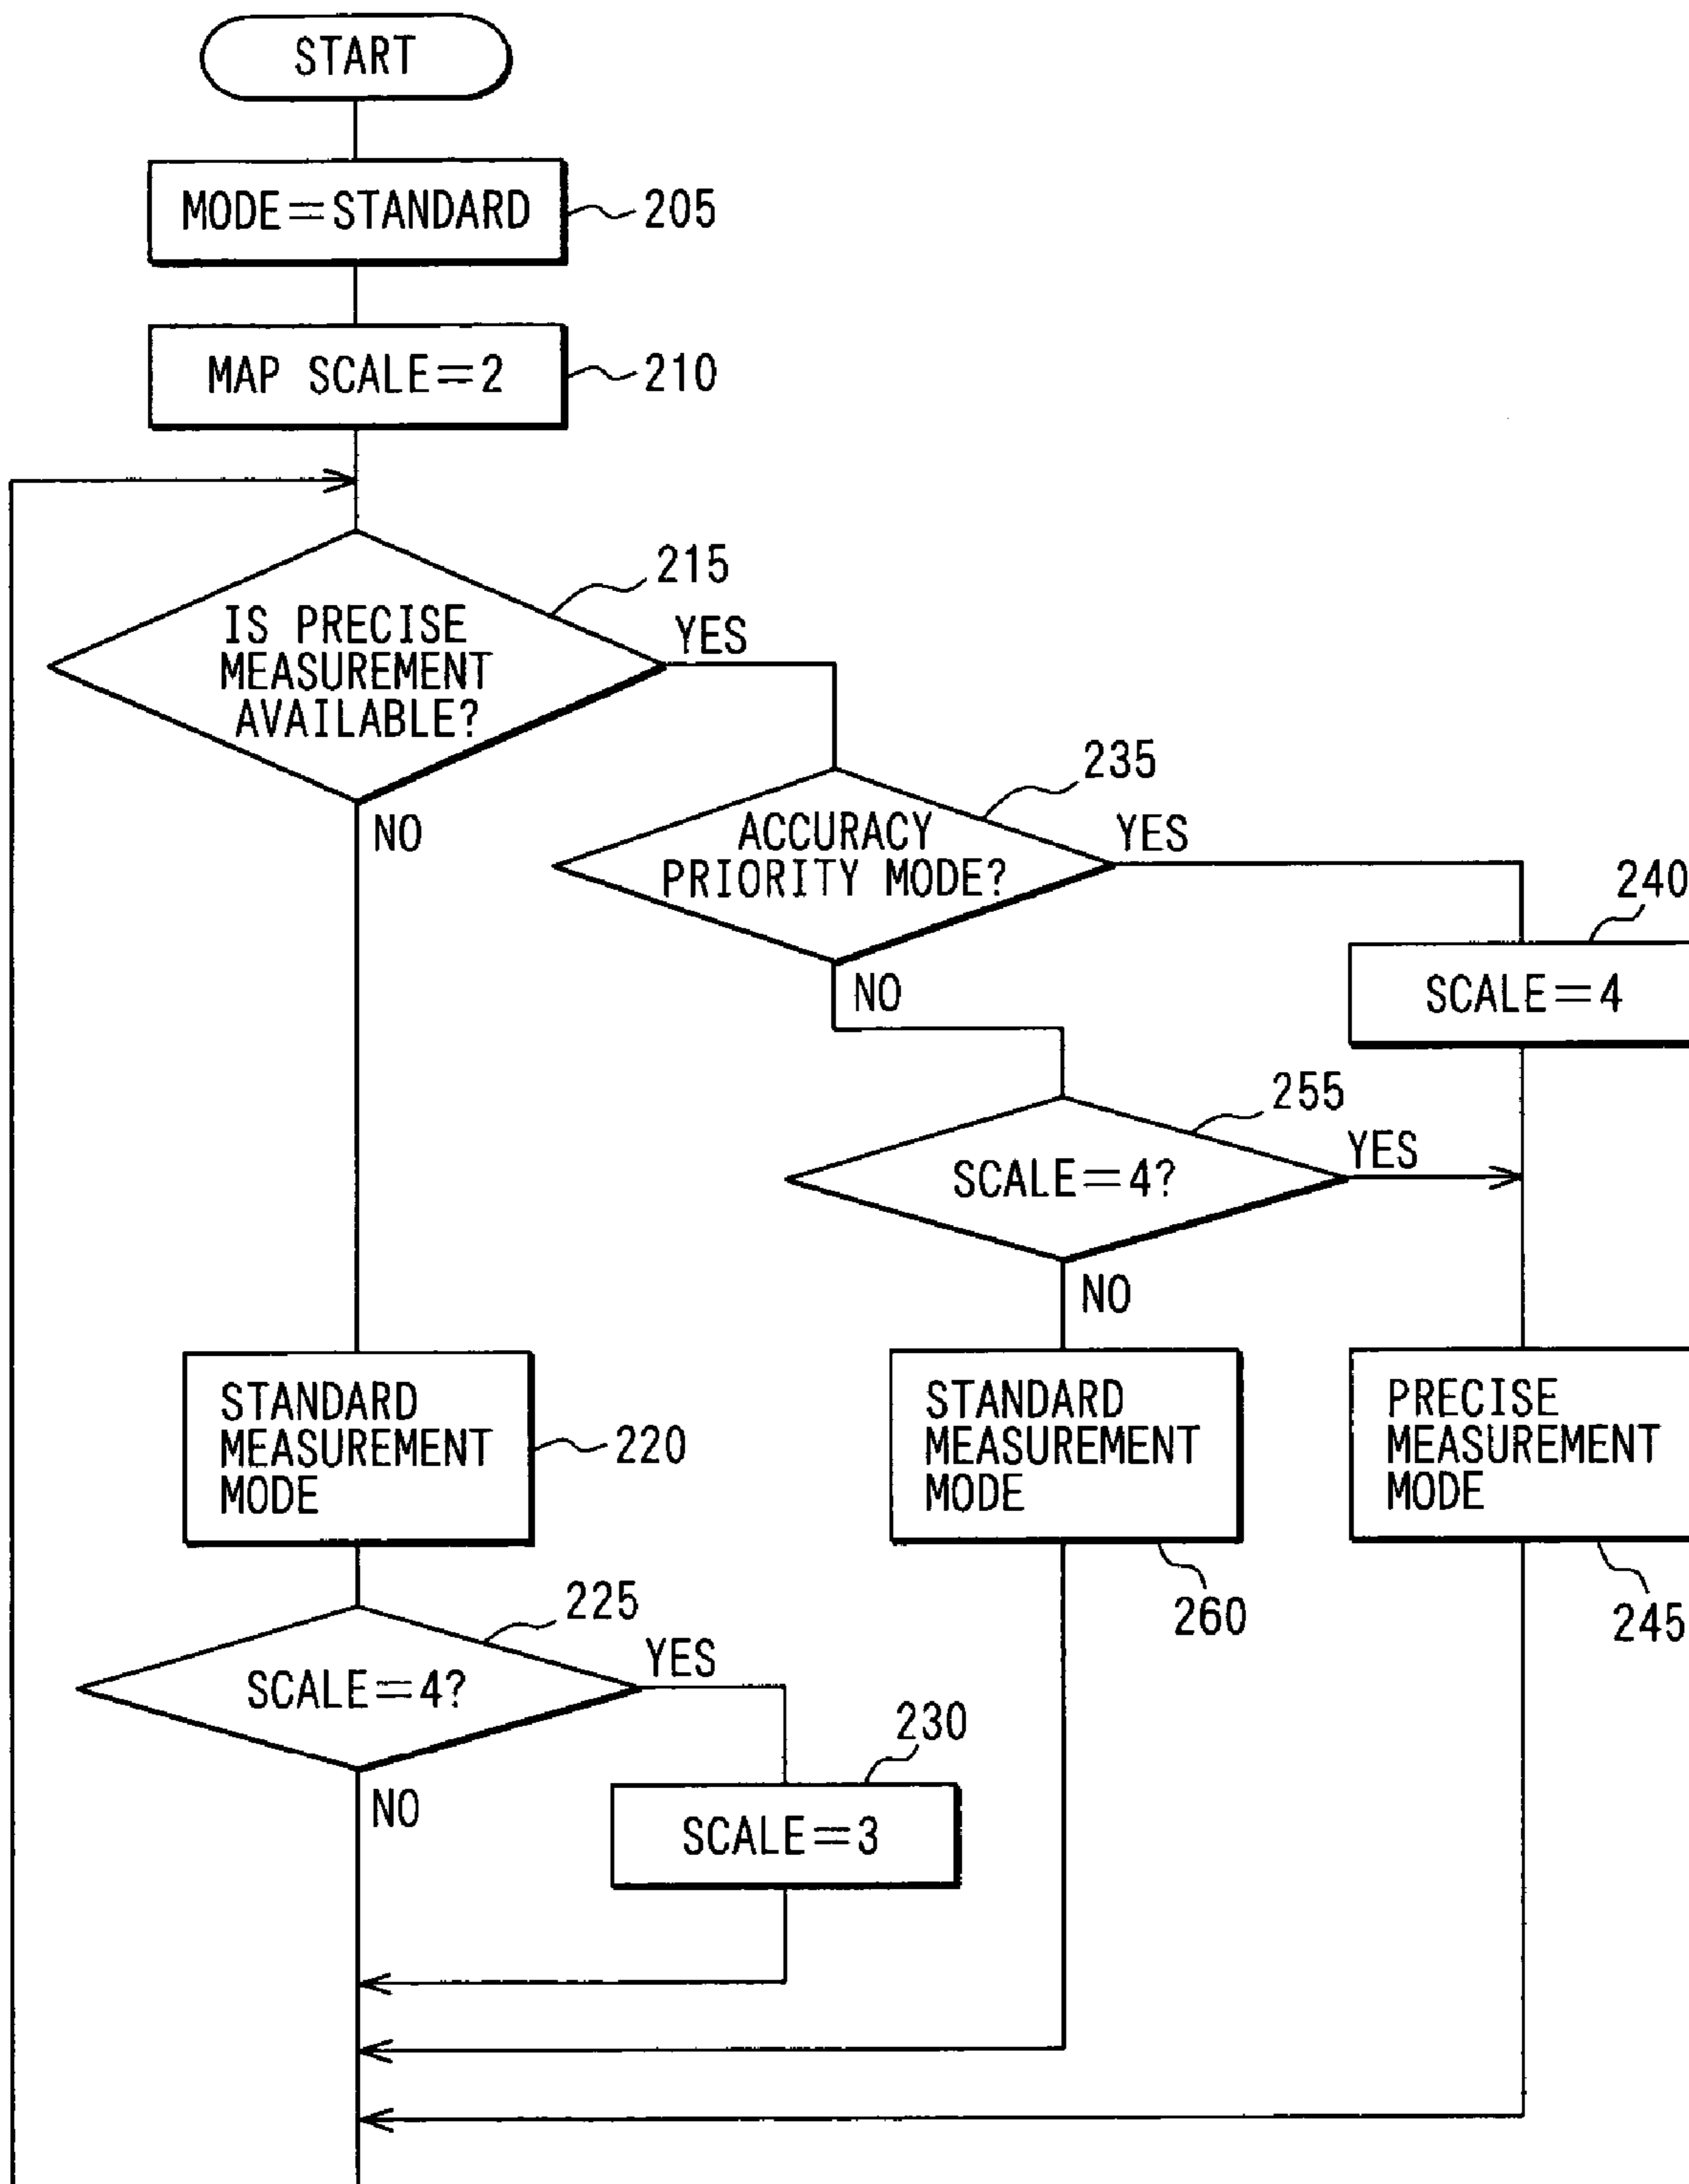 START
MODE=STANDARD
205
MAP SCALE=2
210
215
IS PRECISE
MEASUREMENT
AVAILABLE?
YES
NO
235
ACCURACY
PRIORITY MODE?
YES
NO
240
SCALE=4
255
SCALE=4?
YES
NO
STANDARD
MEASUREMENT
MODE
220
STANDARD
MEASUREMENT
MODE
260
PRECISE
MEASUREMENT
MODE
245
225
SCALE=4?
YES
NO
230
SCALE=3